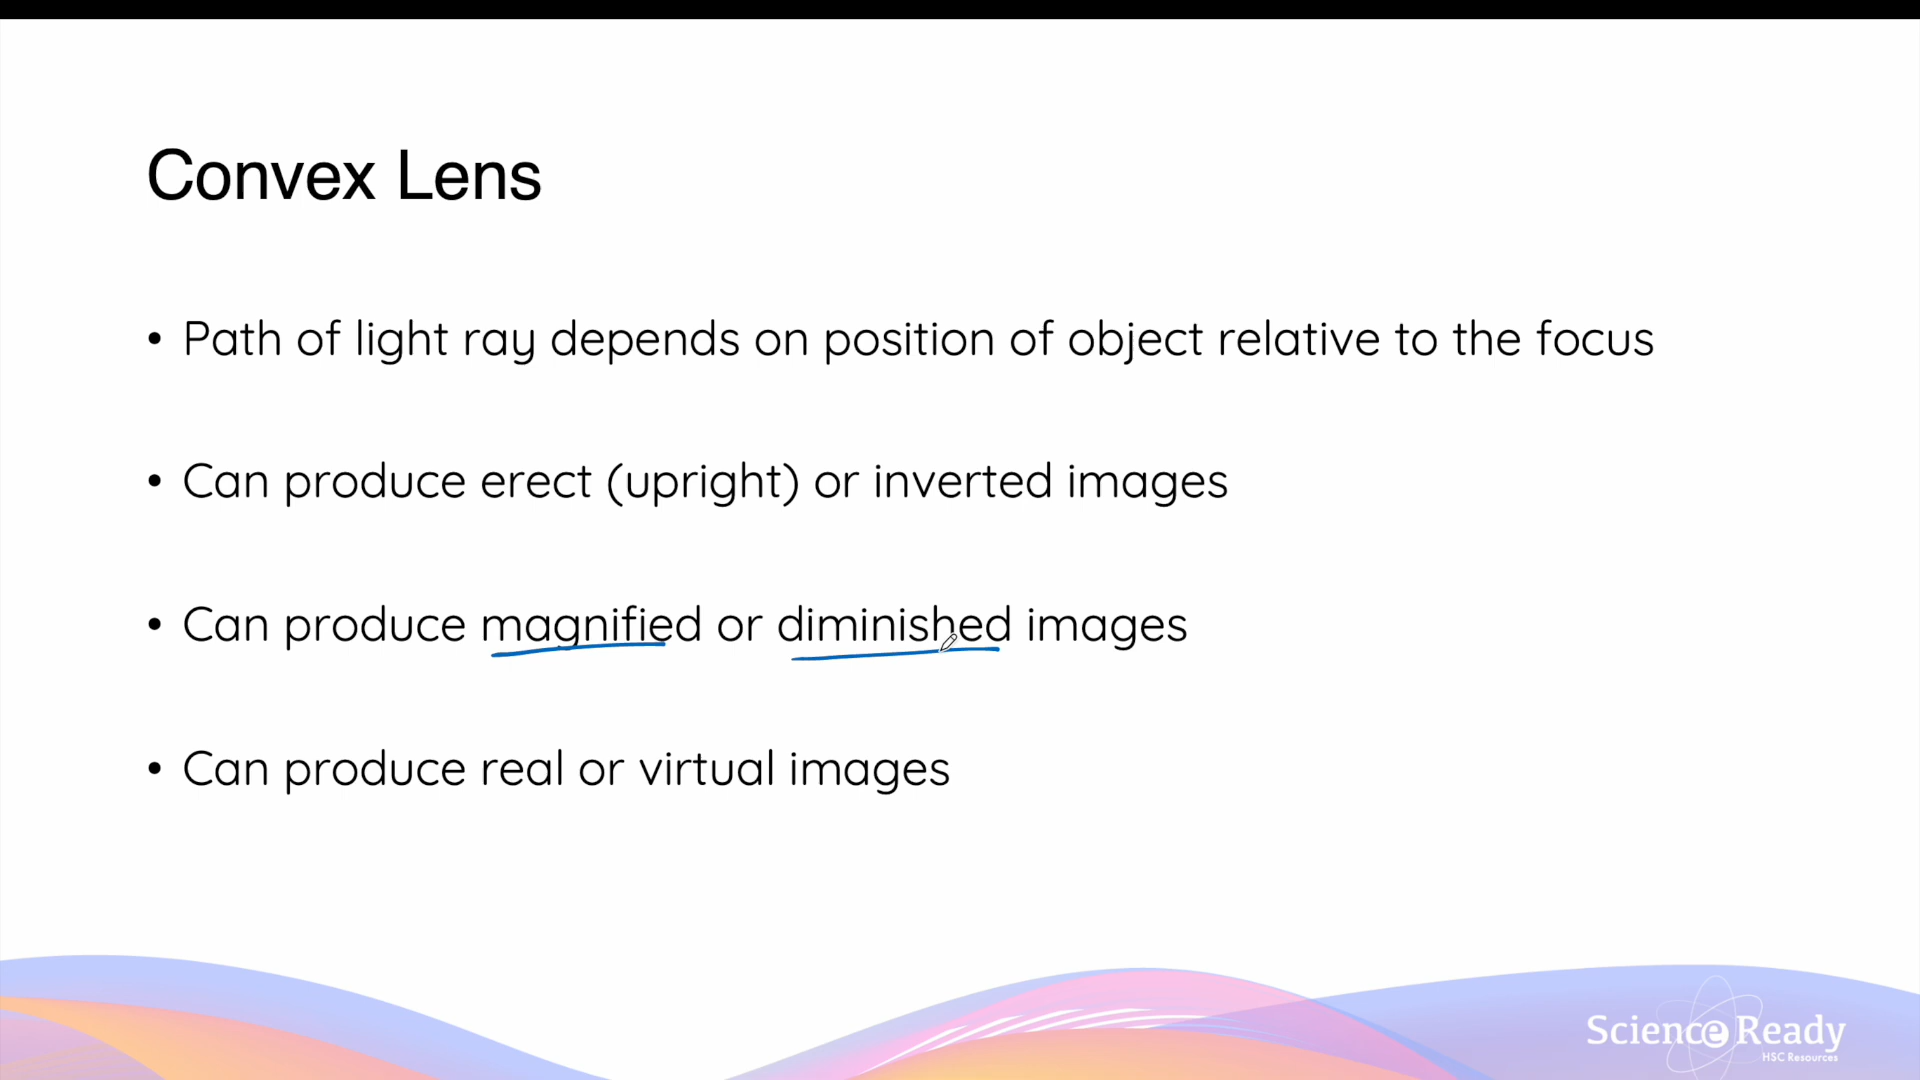 Convex Lens
• Path of light ray depends on position of object relative to the focus
• Can produce erect (upright) or inverted images
• Can produce magnified or diminished images
• Can produce real or virtual images
Science Ready
HSC Resources